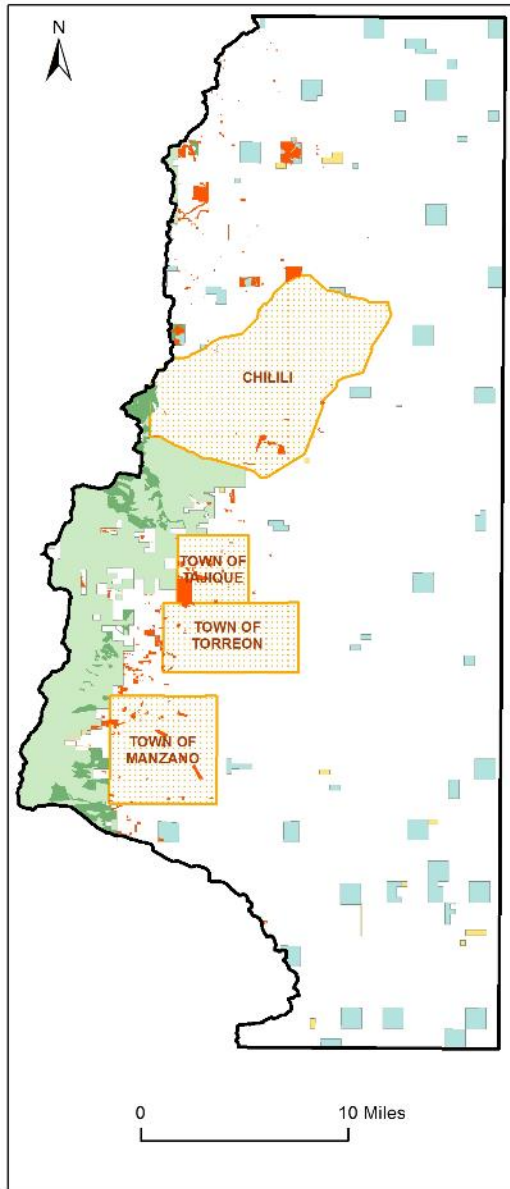 N
CHILILI
TOWN OF
TAJIQUE
TOWN OF
TORREON
TOWN OF
MANZANO
0 10 Miles